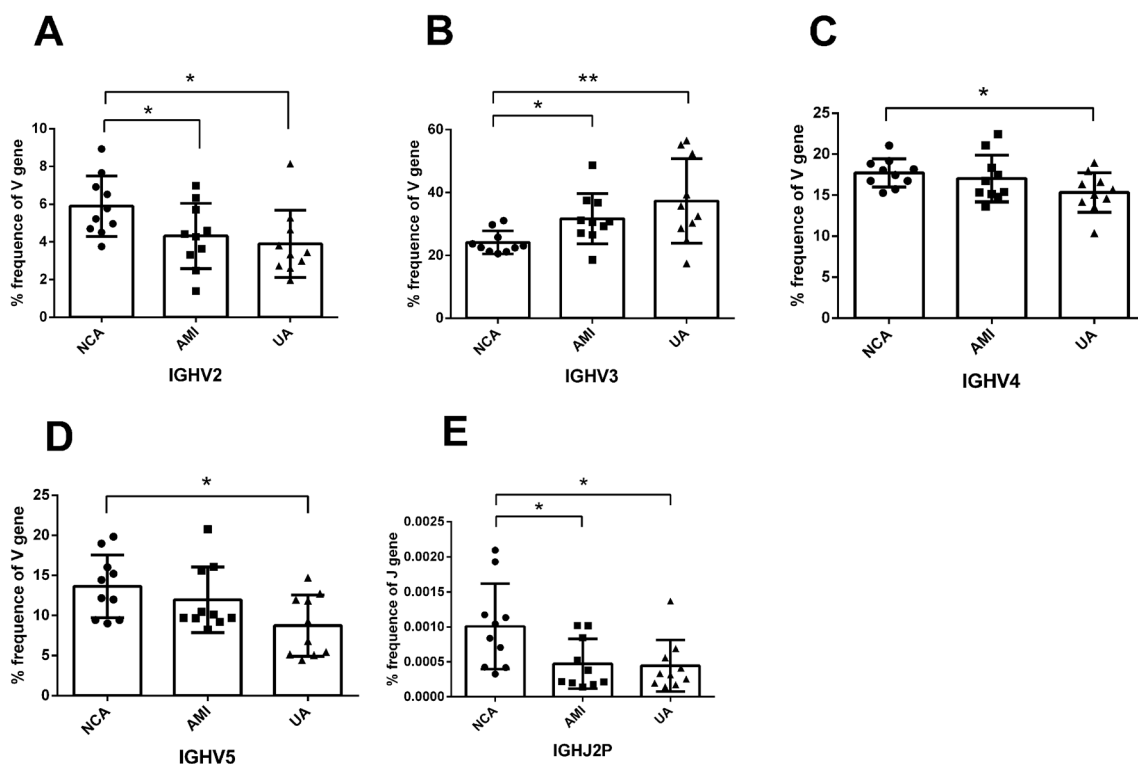 A
B
C
*
*
% frequence of V gene
10
8
6
4
2
0
NCA
AMI
UA
IGHV2
**
*
% frequence of V gene
60
40
20
0
NCA
AMI
UA
IGHV3
*
% frequence of V gene
25
20
15
10
5
0
NCA
AMI
UA
IGHV4
D
E
*
% frequence of V gene
25
20
15
10
5
0
NCA
AMI
UA
IGHV5
*
*
% frequence of J gene
0.0025
0.0020
0.0015
0.0010
0.0005
0.0000
NCA
AMI
UA
IGHJ2P